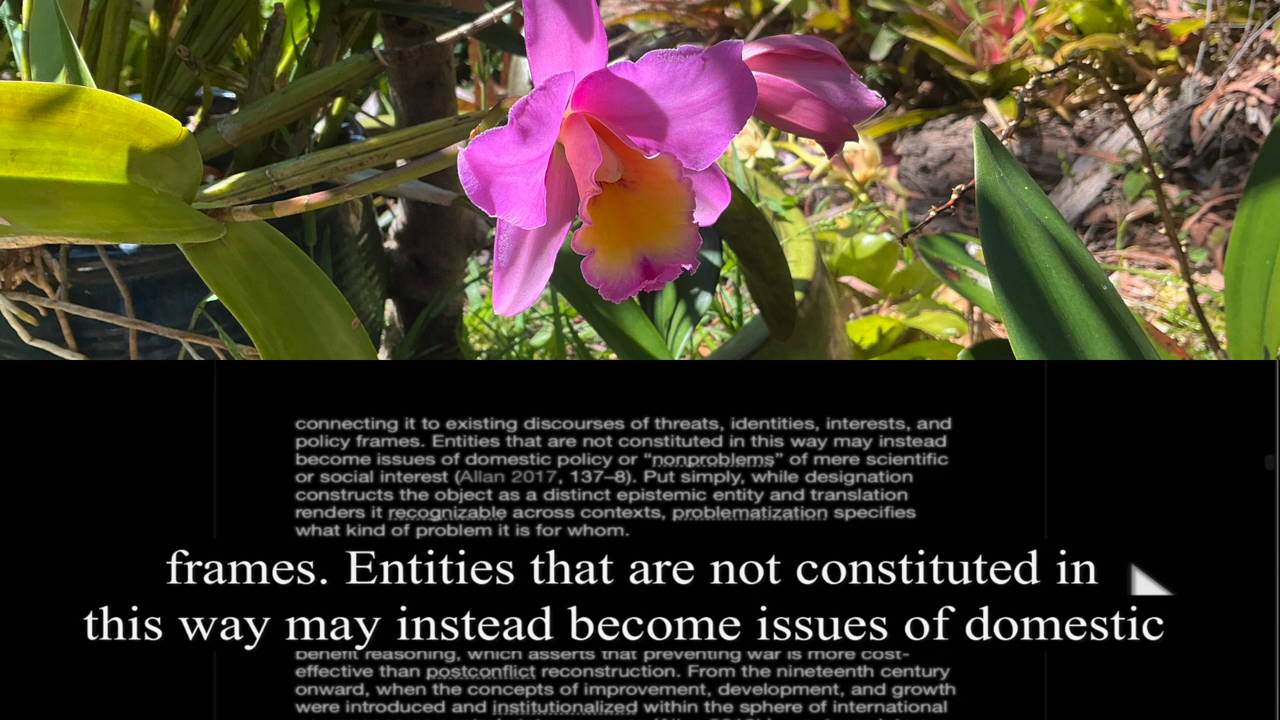 connecting it to existing discourses of threats, identities, interests, and
policy frames. Entities that are not constituted in this way may instead
become issues of domestic policy or “nonproblems” of mere scientific
or social interest (Allan 2017, 137–8). Put simply, while designation
constructs the object as a distinct epistemic entity and translation
renders it recognizable across contexts, problematization specifies
what kind of problem it is for whom.
frames. Entities that are not constituted in
this way may instead become issues of domestic
benefit reasoning, which asserts that preventing war is more cost-
effective than postconflict reconstruction. From the nineteenth century
onward, when the concepts of improvement, development, and growth
were introduced and institutionalized within the sphere of international